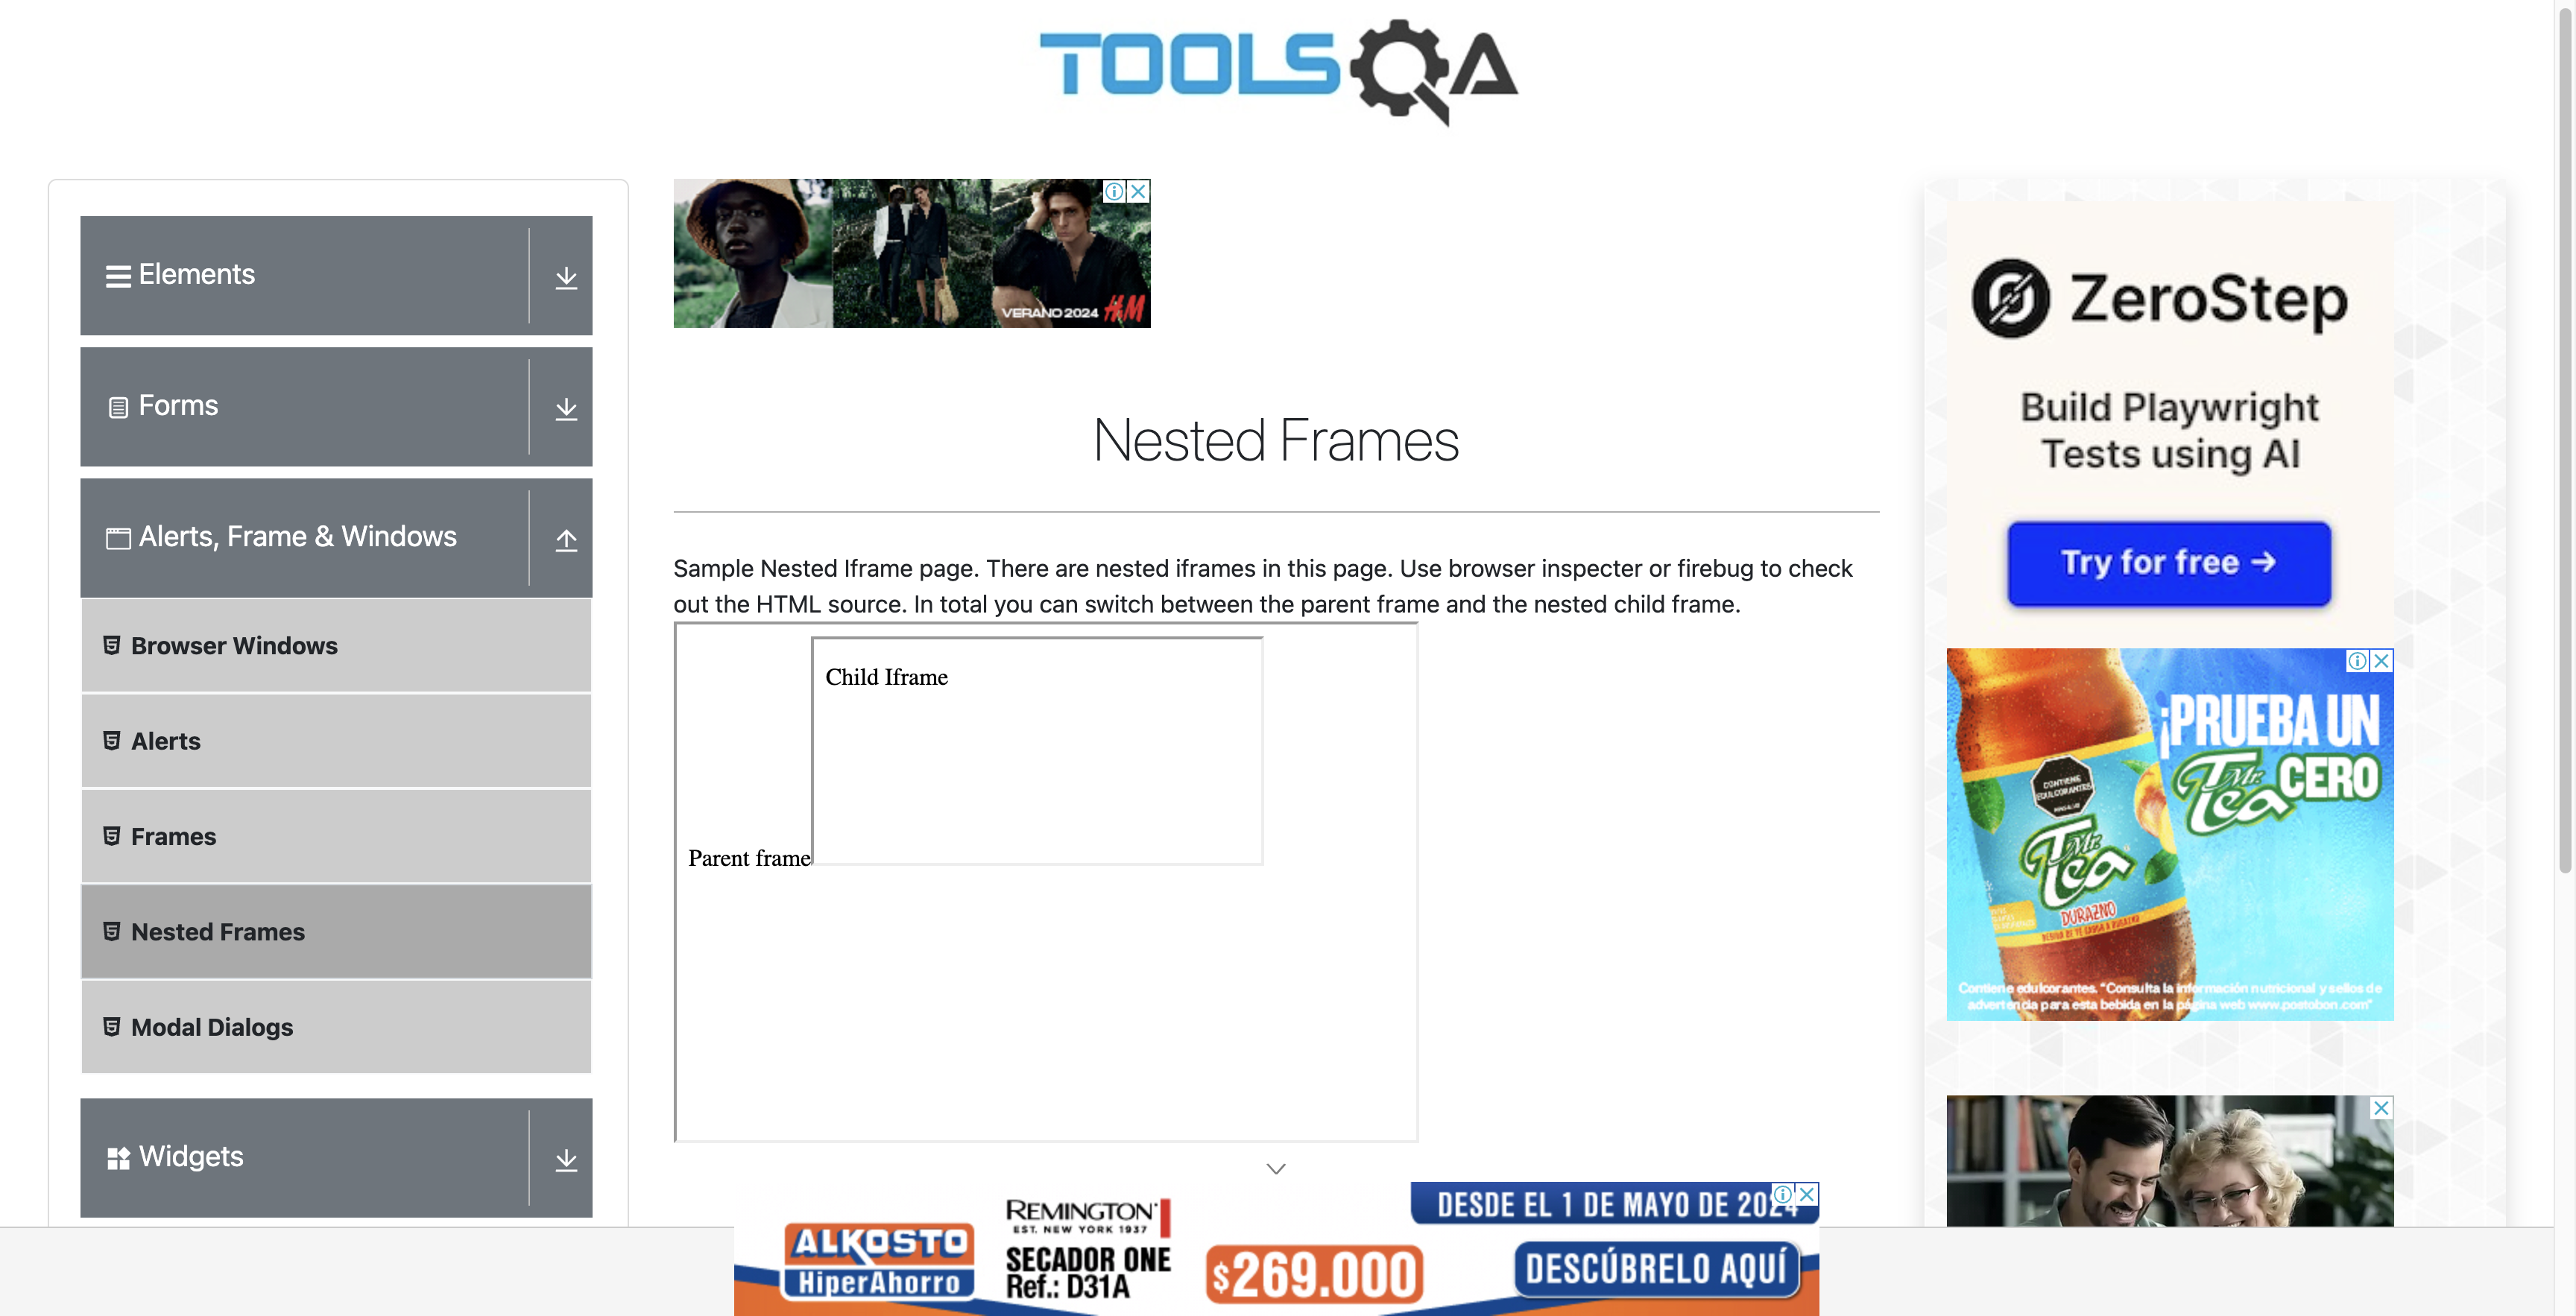 TOOLSQA
Elements
Forms
Alerts, Frame & Windows
Browser Windows
Alerts
Frames
Nested Frames
Modal Dialogs
Widgets
VERANO 2024 H&M
Nested Frames
Sample Nested Iframe page. There are nested iframes in this page. Use browser inspecter or firebug to check
out the HTML source. In total you can switch between the parent frame and the nested child frame.
Child Iframe
Parent frame
ZeroStep
Build Playwright
Tests using AI
Try for free →
¡PRUEBA UN
Mr. Tea CERO
CONTIENE
EDULCORANTES
Mr.
Tea
DURAZNO
Contiene edulcorantes. "Consulta la información nutricional y sellos de
advertencia para esta bebida en la página web www.postobon.com"
ALKOSTO
HiperAhorro
REMINGTON
EST. NEW YORK 1937
SECADOR ONE
Ref.: D31A
$269.000
DESDE EL 1 DE MAYO DE 2024
DESCÚBRELO AQUÍ